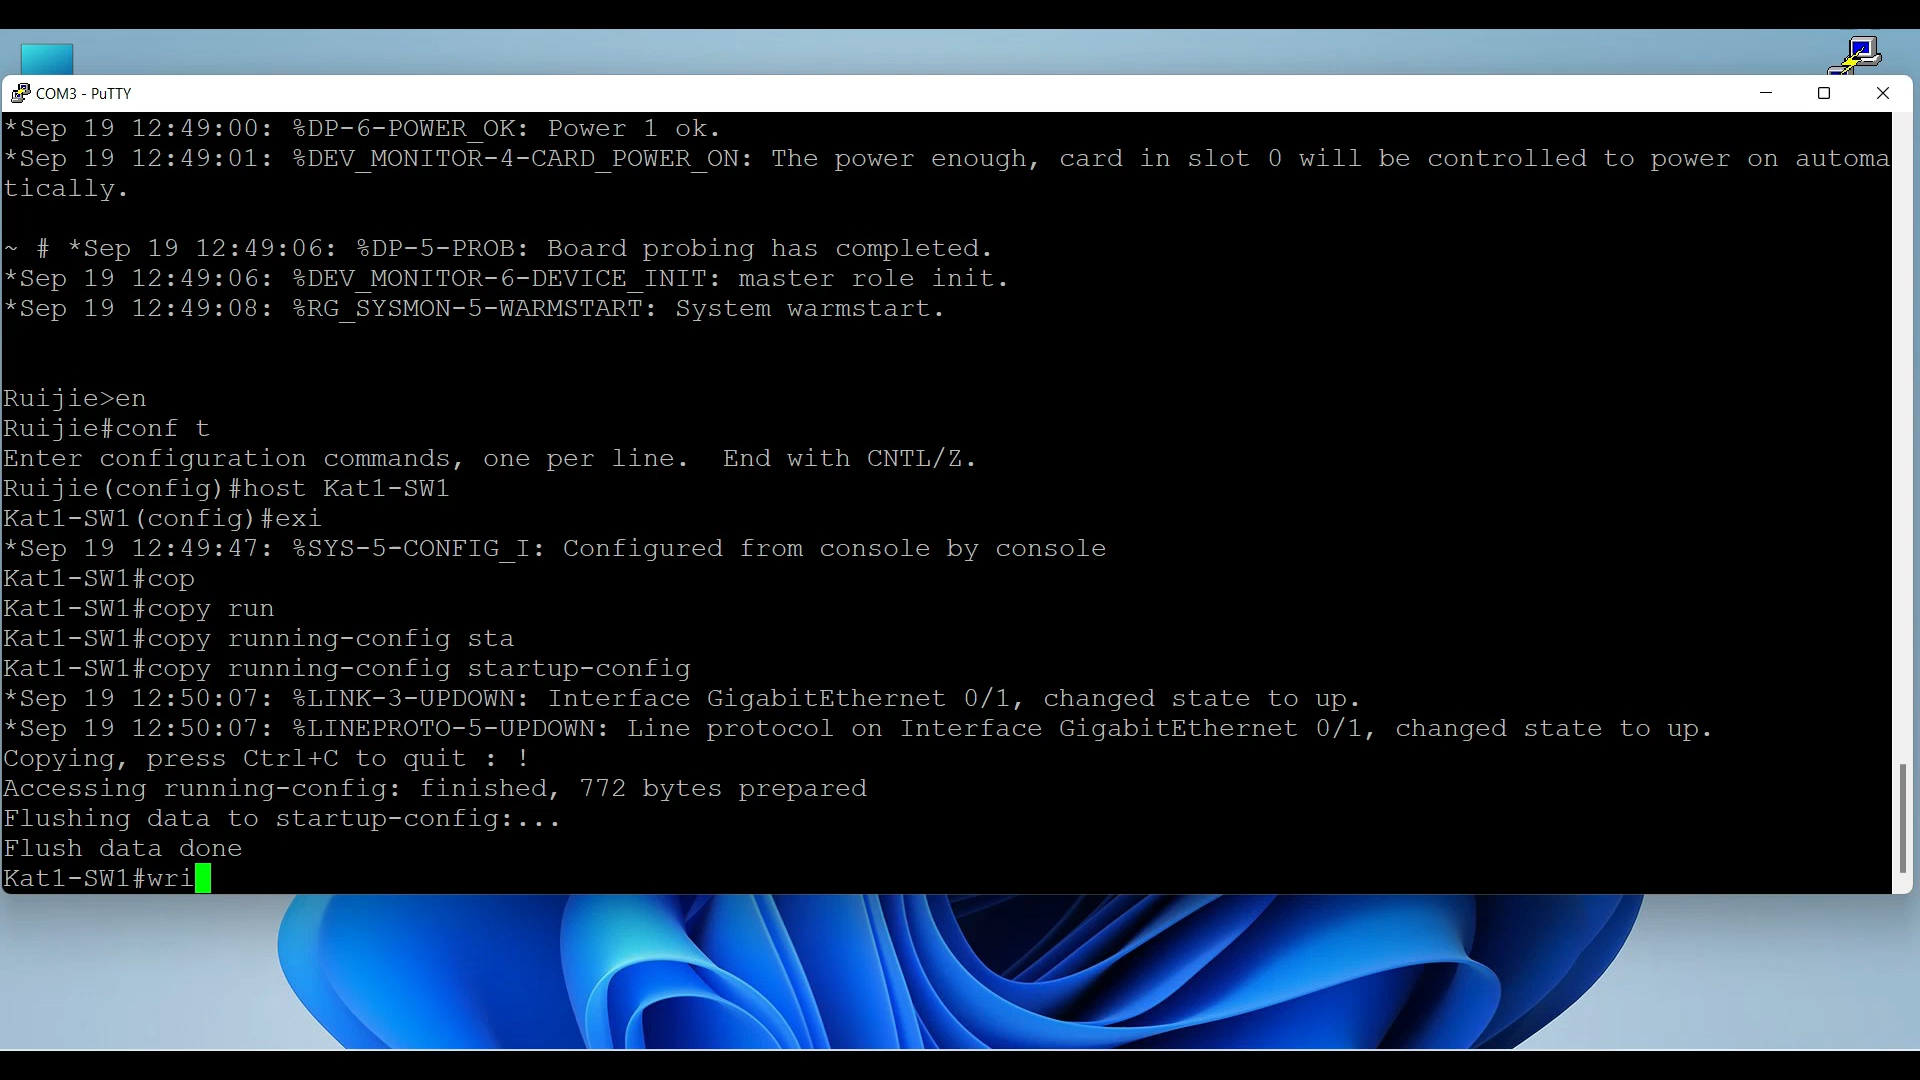 COM3 - PuTTY
*Sep 19 12:49:00: %DP-6-POWER_OK: Power 1 ok.
*Sep 19 12:49:01: %DEV_MONITOR-4-CARD_POWER_ON: The power enough, card in slot 0 will be controlled to power on automa
tically.
~ # *Sep 19 12:49:06: %DP-5-PROB: Board probing has completed.
*Sep 19 12:49:06: %DEV_MONITOR-6-DEVICE_INIT: master role init.
*Sep 19 12:49:08: %RG_SYSMON-5-WARMSTART: System warmstart.
Ruijie>en
Ruijie#conf t
Enter configuration commands, one per line.  End with CNTL/Z.
Ruijie(config)#host Kat1-SW1
Kat1-SW1(config)#exi
*Sep 19 12:49:47: %SYS-5-CONFIG_I: Configured from console by console
Kat1-SW1#cop
Kat1-SW1#copy run
Kat1-SW1#copy running-config sta
Kat1-SW1#copy running-config startup-config
*Sep 19 12:50:07: %LINK-3-UPDOWN: Interface GigabitEthernet 0/1, changed state to up.
*Sep 19 12:50:07: %LINEPROTO-5-UPDOWN: Line protocol on Interface GigabitEthernet 0/1, changed state to up.
Copying, press Ctrl+C to quit : !
Accessing running-config: finished, 772 bytes prepared
Flushing data to startup-config:...
Flush data done
Kat1-SW1#wri